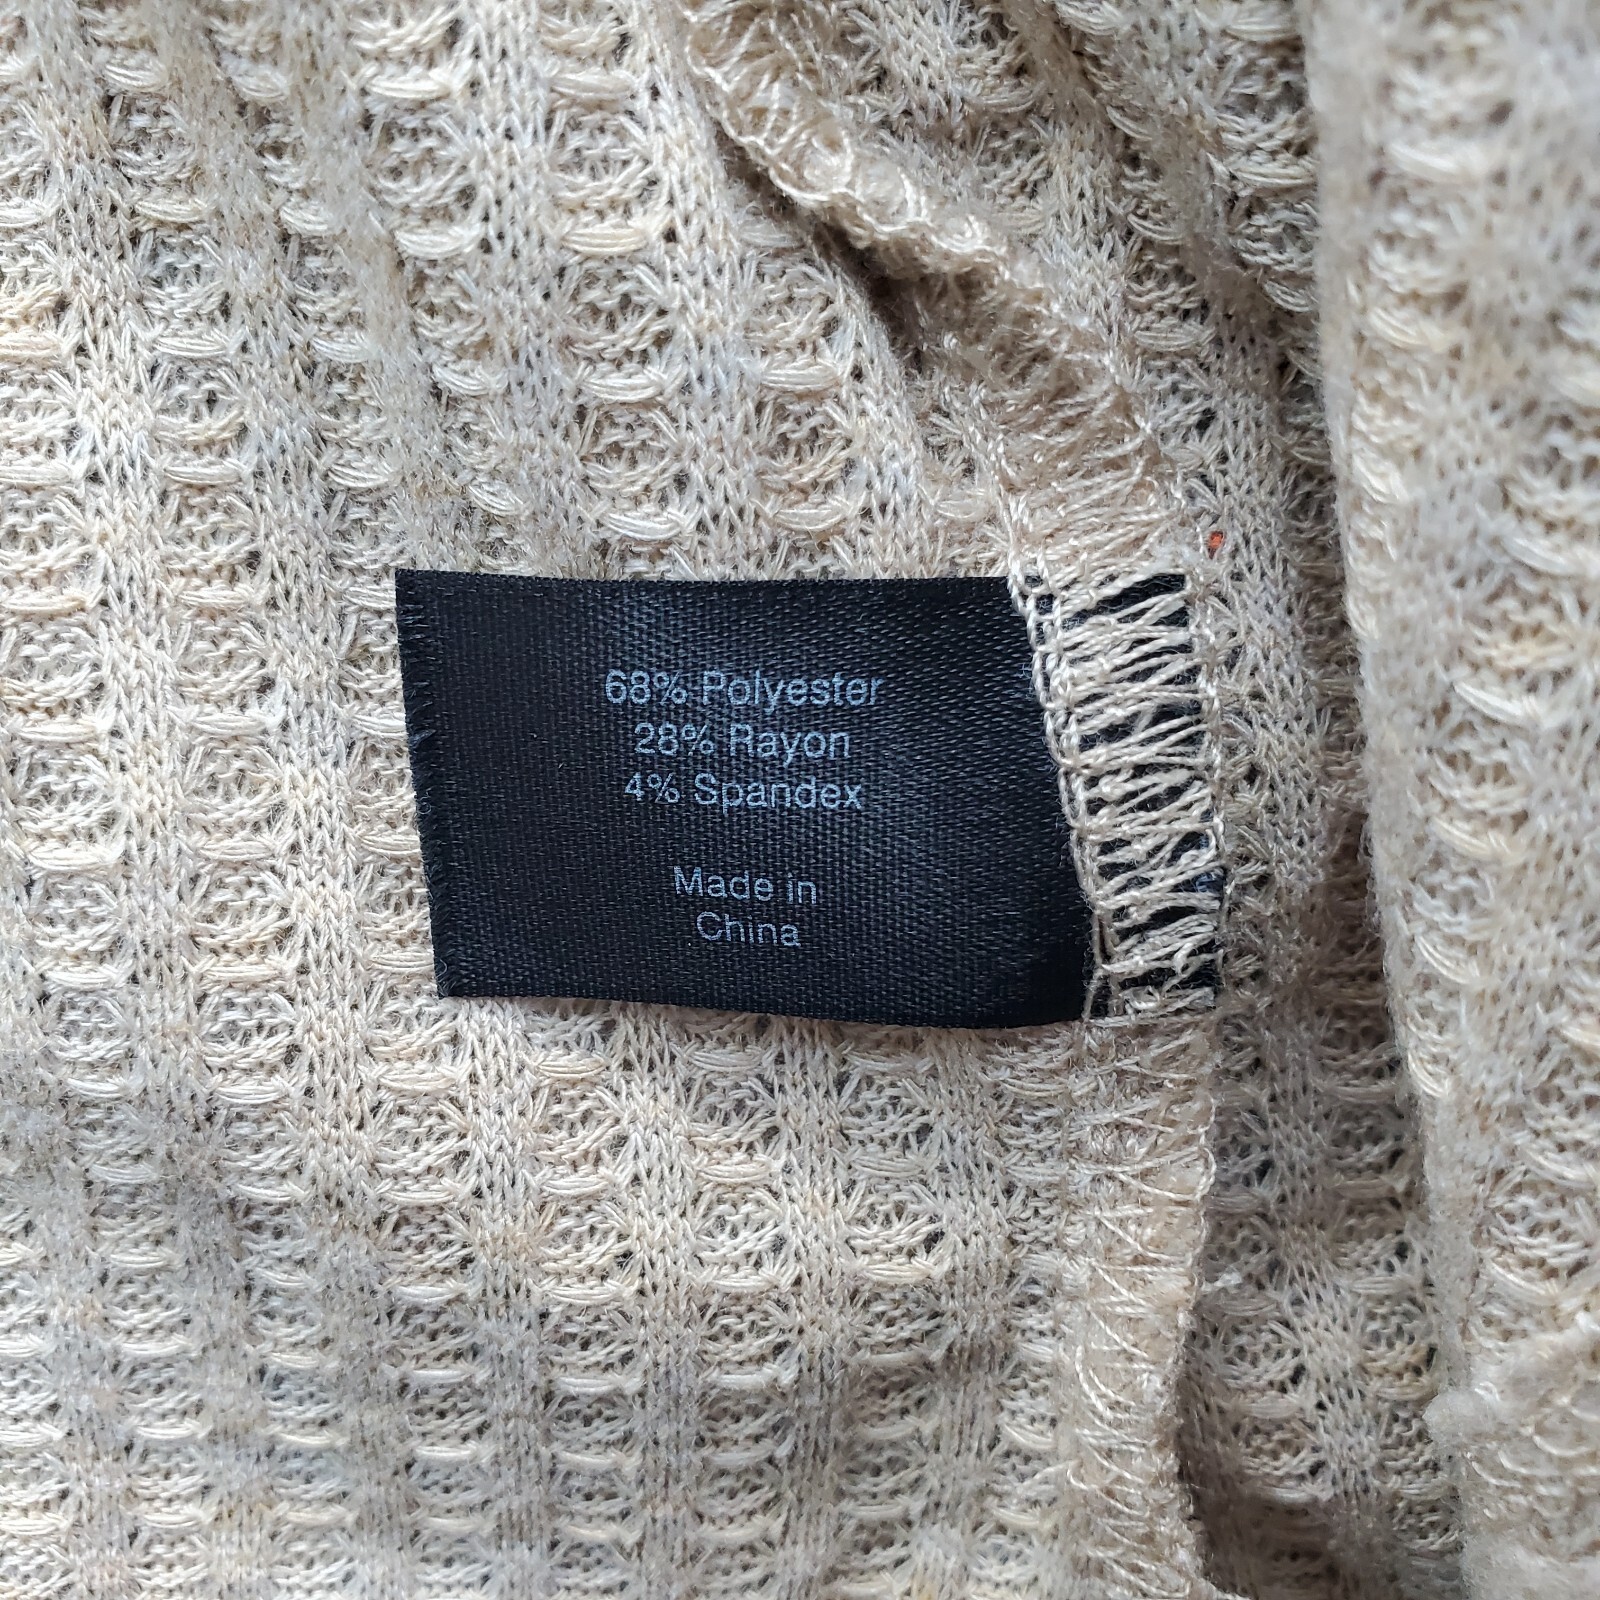 68% Polyester
28% Rayon
4% Spandex
Made in
China